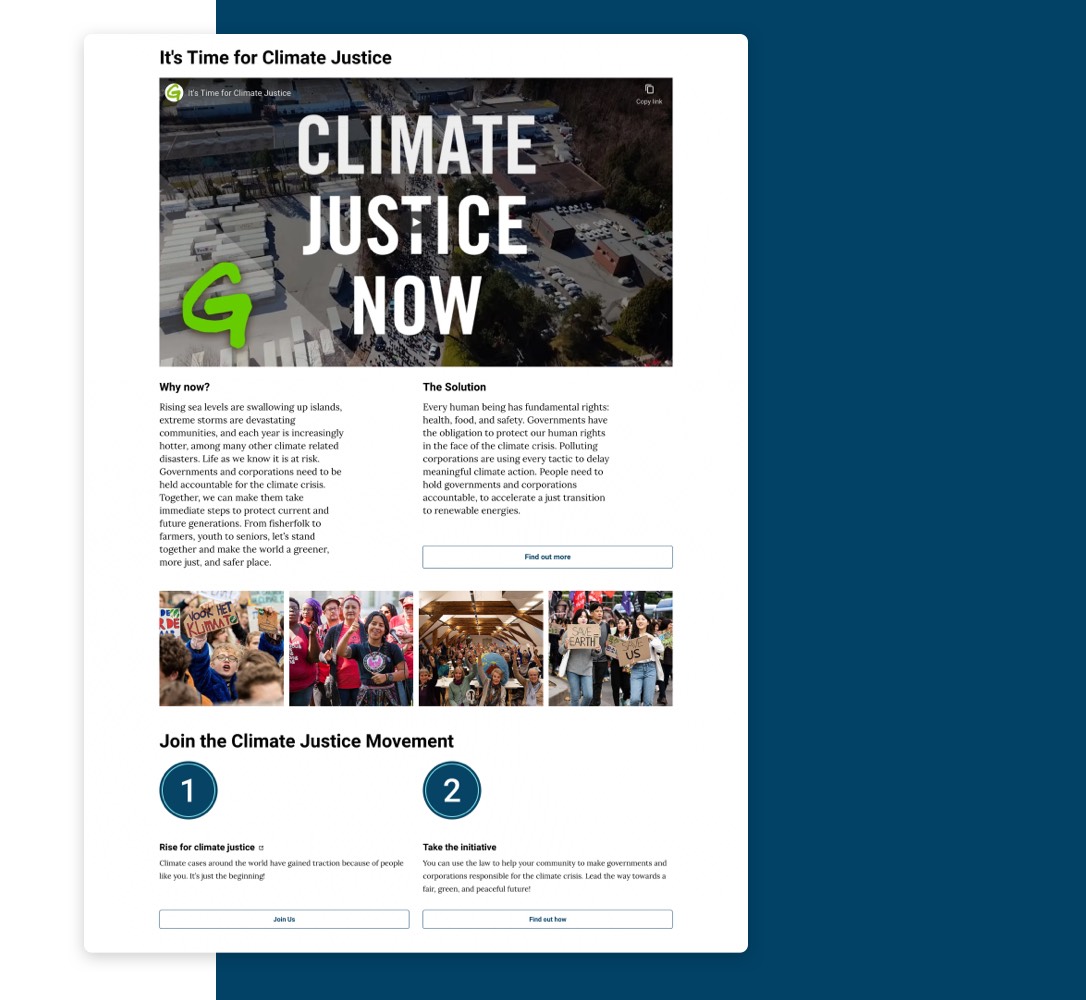 It's Time for Climate Justice
It's Time for Climate Justice
Copy link
CLIMATE
JUSTICE
NOW
G
Why now?
Rising sea levels are swallowing up islands,
extreme storms are devastating
communities, and each year is increasingly
hotter, among many other climate related
disasters. Life as we know it is at risk.
Governments and corporations need to be
held accountable for the climate crisis.
Together, we can make them take
immediate steps to protect current and
future generations. From fisherfolk to
farmers, youth to seniors, let's stand
together and make the world a greener,
more just, and safer place.
The Solution
Every human being has fundamental rights:
health, food, and safety. Governments have
the obligation to protect our human rights
in the face of the climate crisis. Polluting
corporations are using every tactic to delay
meaningful climate action. People need to
hold governments and corporations
accountable, to accelerate a just transition
to renewable energies.
Find out more
VOOR HET
KLIMAAT
SAVE
EARTH
SAVE
US
Join the Climate Justice Movement
1
Rise for climate justice
Climate cases around the world have gained traction because of people
like you. It's just the beginning!
Join Us
2
Take the initiative
You can use the law to help your community to make governments and
corporations responsible for the climate crisis. Lead the way towards a
fair, green, and peaceful future!
Find out how